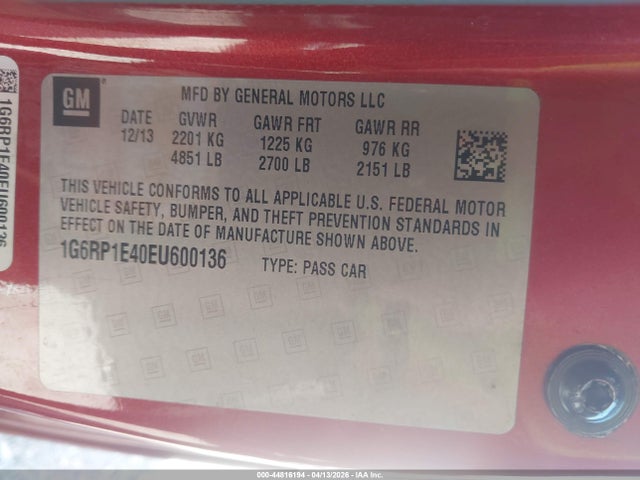 1G6RP1E40EU600136
GM
MFD BY GENERAL MOTORS LLC
DATE GVWR GAWR FRT GAWR RR
12/13 2201 KG 1225 KG 976 KG
4851 LB 2700 LB 2151 LB
THIS VEHICLE CONFORMS TO ALL APPLICABLE U.S. FEDERAL MOTOR
VEHICLE SAFETY, BUMPER, AND THEFT PREVENTION STANDARDS IN
EFFECT ON THE DATE OF MANUFACTURE SHOWN ABOVE.
1G6RP1E40EU600136 TYPE: PASS CAR
000-44816194 - 04/13/2026 - IAA Inc.